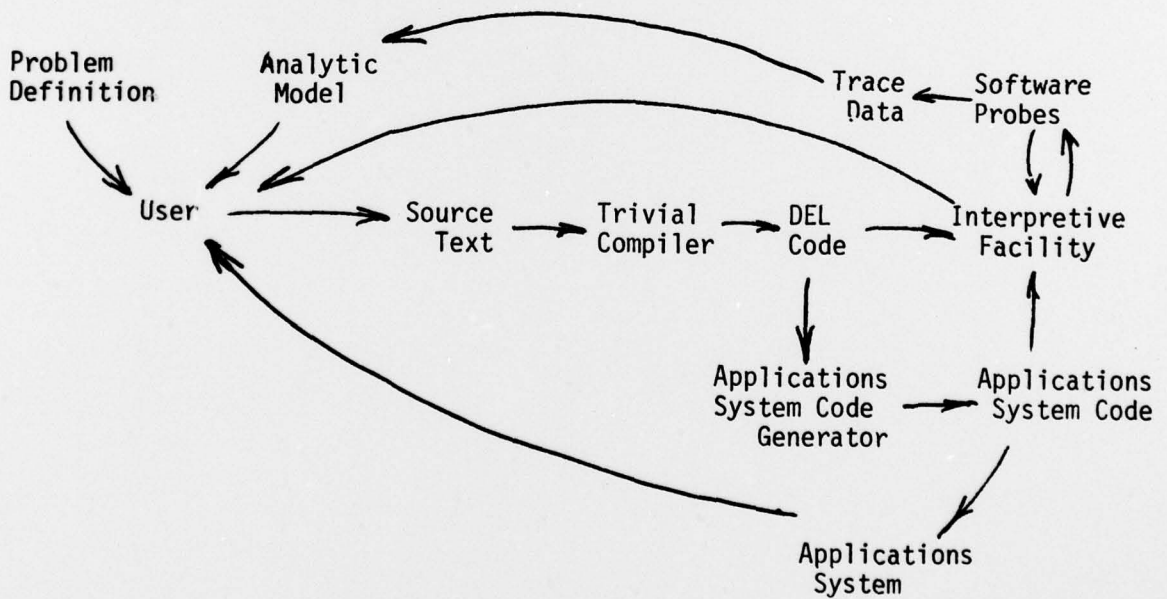 Problem
Definition
Analytic
Model
Trace
Data
Software
Probes
User
Source
Text
Trivial
Compiler
DEL
Code
Interpretive
Facility
Applications
System Code
Generator
Applications
System Code
Applications
System